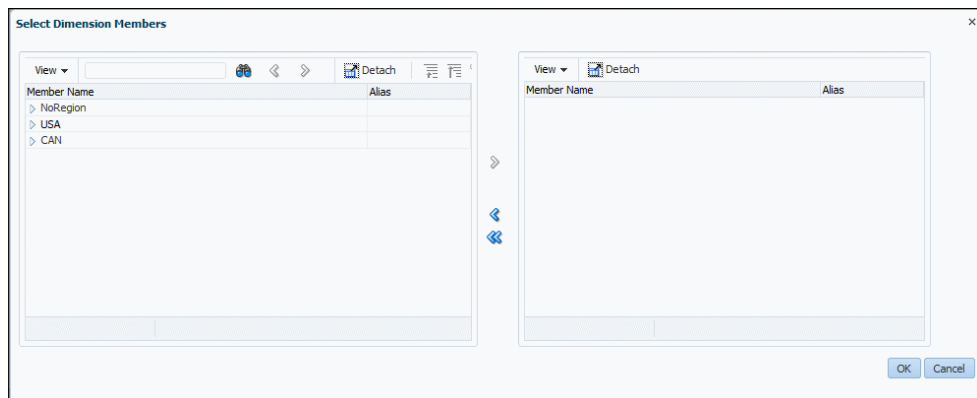 Select Dimension Members
View Detach
Member Name Alias
NoRegion
USA
CAN
View Detach
Member Name Alias
OK Cancel